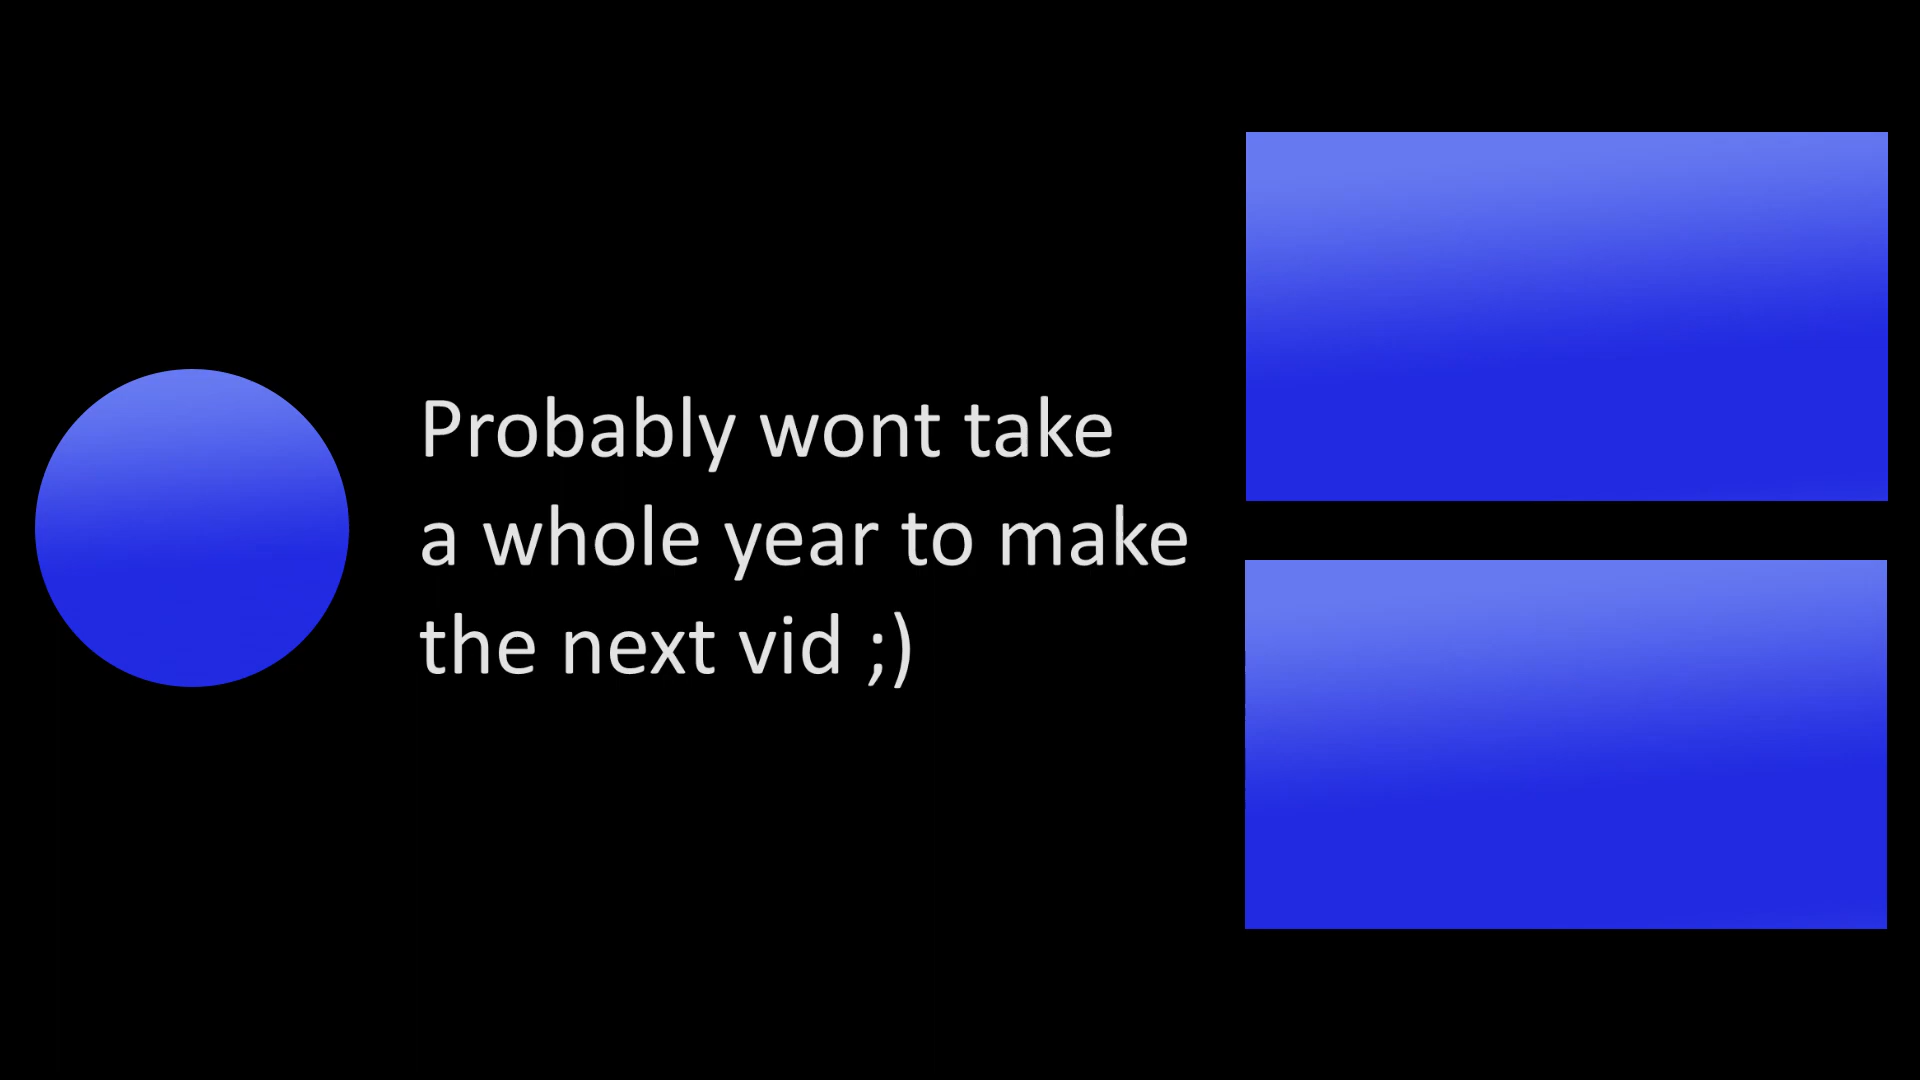 Probably wont take
a whole year to make
the next vid ;)